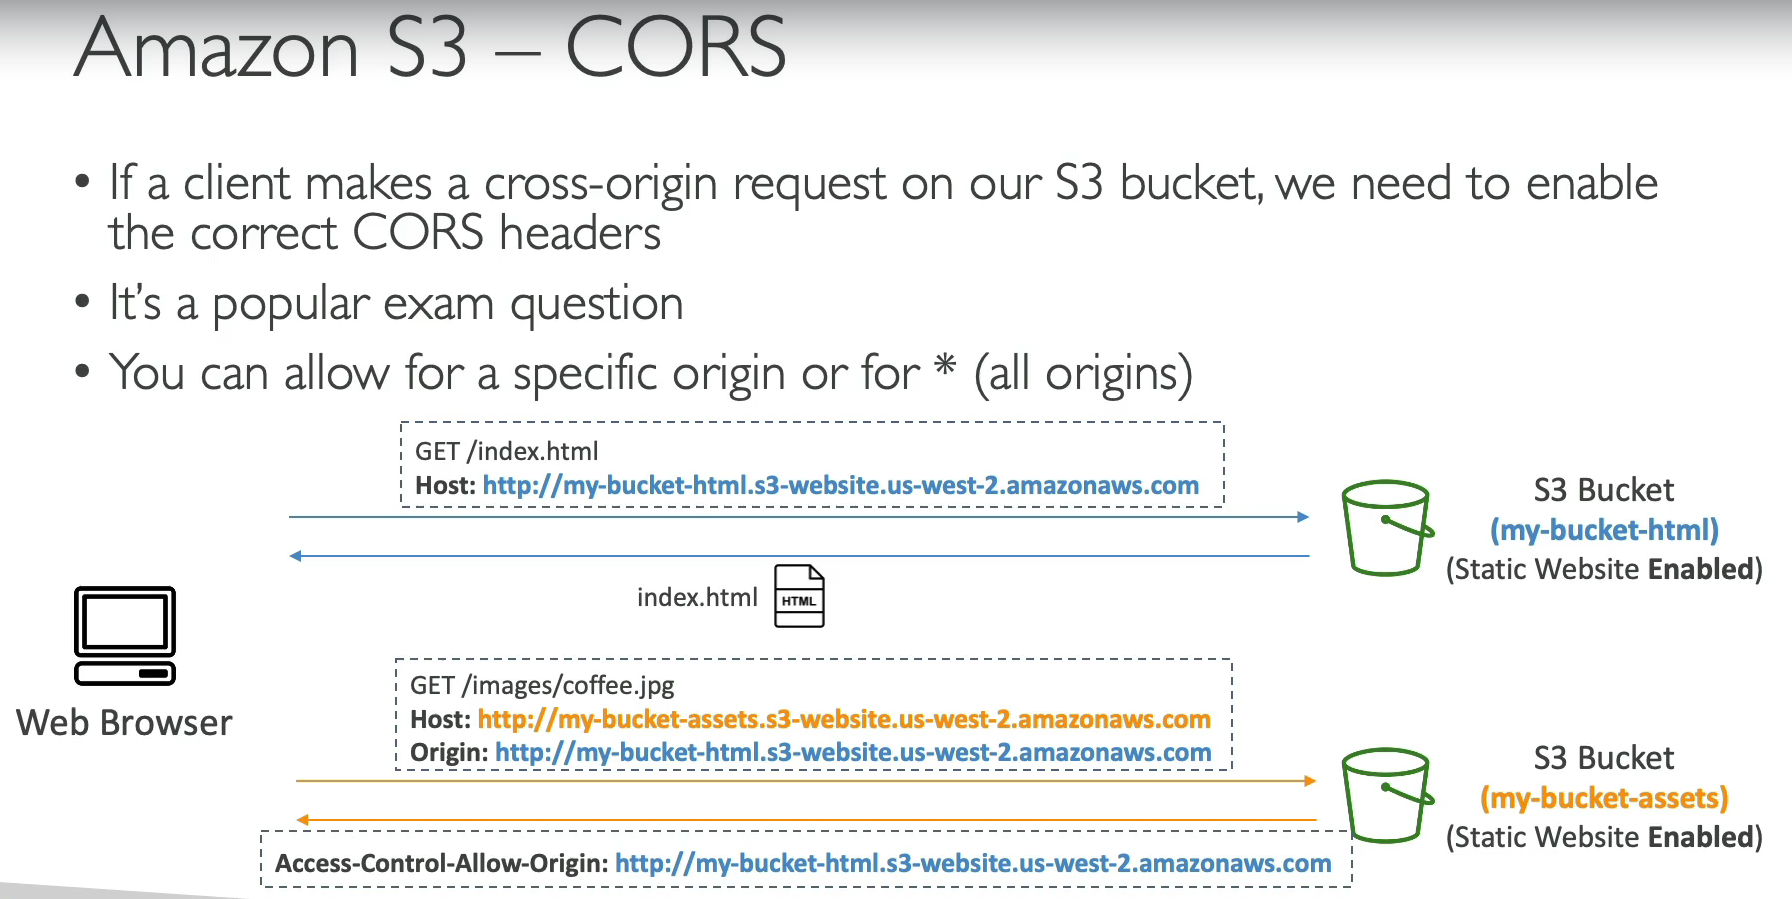 Amazon S3 – CORS
• If a client makes a cross-origin request on our S3 bucket, we need to enable
the correct CORS headers
• It's a popular exam question
• You can allow for a specific origin or for * (all origins)
GET /index.html
Host: http://my-bucket-html.s3-website.us-west-2.amazonaws.com
S3 Bucket
(my-bucket-html)
(Static Website Enabled)
index.html
HTML
Web Browser
GET /images/coffee.jpg
Host: http://my-bucket-assets.s3-website.us-west-2.amazonaws.com
Origin: http://my-bucket-html.s3-website.us-west-2.amazonaws.com
S3 Bucket
(my-bucket-assets)
(Static Website Enabled)
Access-Control-Allow-Origin: http://my-bucket-html.s3-website.us-west-2.amazonaws.com